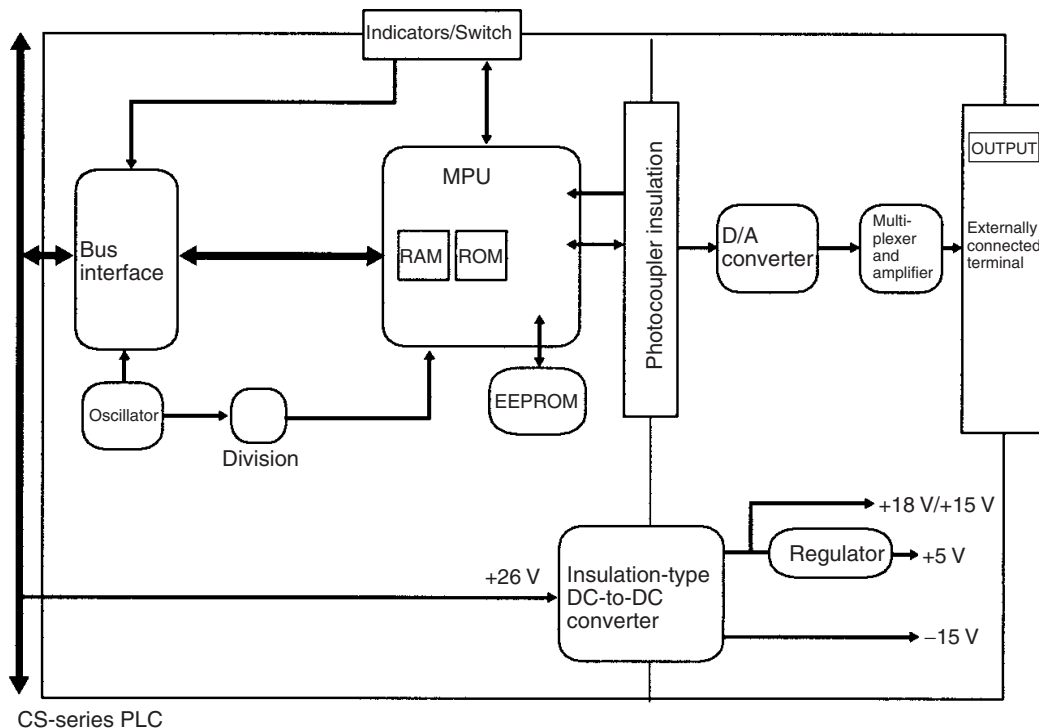 Indicators/Switch
MPU
RAM
ROM
Bus
interface
Photocoupler insulation
D/A
converter
Multi-
plexer
and
amplifier
OUTPUT
Externally
connected
terminal
EEPROM
Oscillator
Division
+18 V/+15 V
Regulator
+5 V
+26 V
Insulation-type
DC-to-DC
converter
−15 V
CS-series PLC